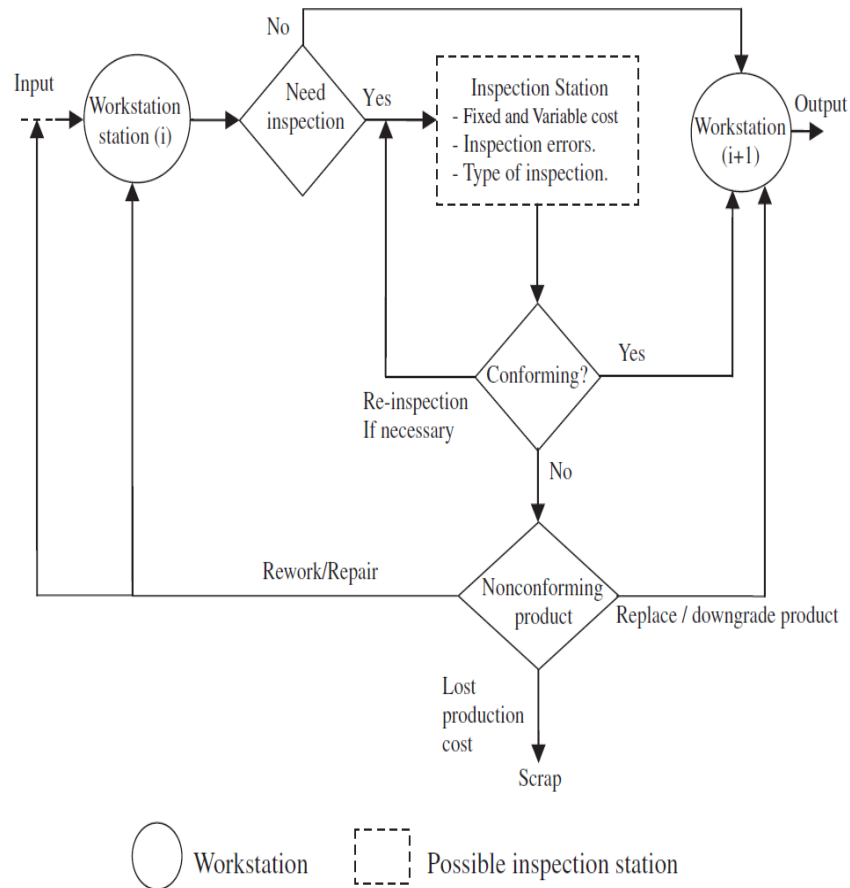 No
Input
Workstation
station (i)
Need
inspection
Yes
Inspection Station
- Fixed and Variable cost
- Inspection errors.
- Type of inspection.
Workstation
(i+1)
Output
Conforming?
Yes
Re-inspection
If necessary
No
Rework/Repair
Nonconforming
product
Replace / downgrade product
Lost
production
cost
Scrap
Workstation
Possible inspection station